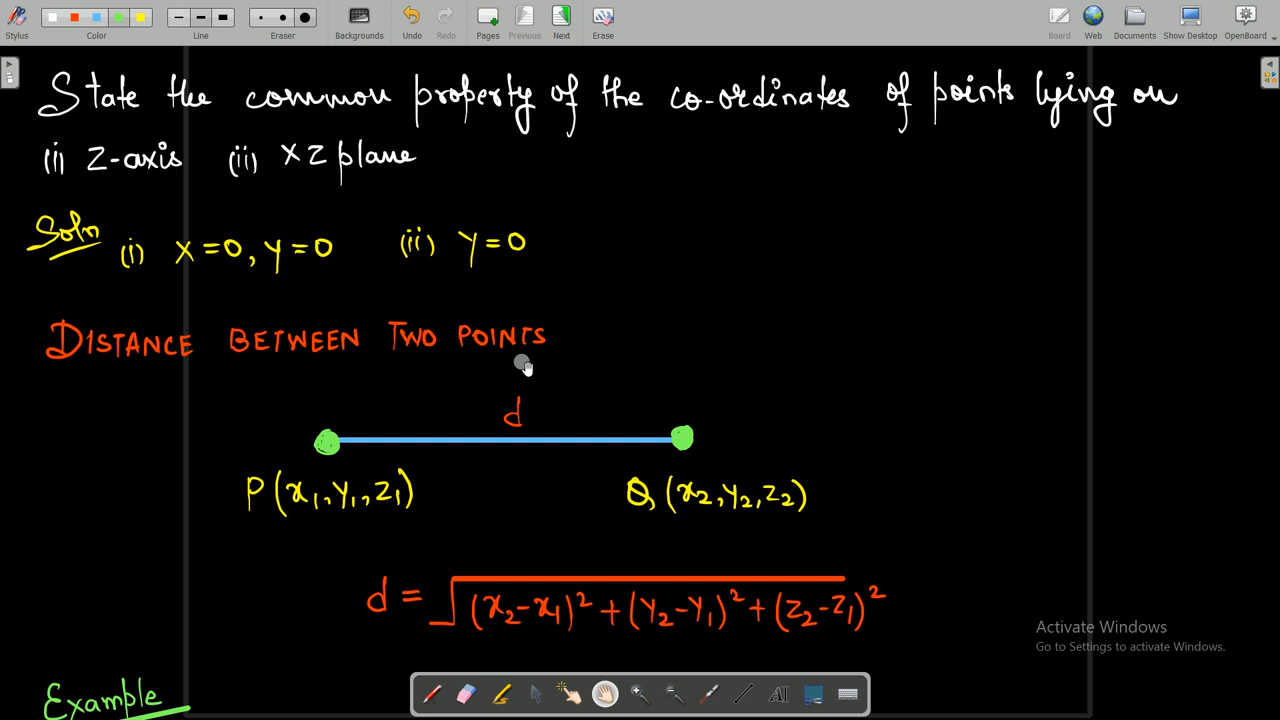 Stylus Color Line Eraser Backgrounds Undo Redo Pages Previous Next Erase Board Web Documents Show Desktop OpenBoard
State the common property of the co-ordinates of points lying on
(i) Z-axis (ii) XZ plane
Soln (i) X=0, Y=0 (ii) Y=0
DISTANCE BETWEEN TWO POINTS
d
P(x₁,y₁,z₁) Q(x₂,y₂,z₂)
d = √(x₂-x₁)²+(y₂-y₁)²+(z₂-z₁)²
Activate Windows
Go to Settings to activate Windows.
Example